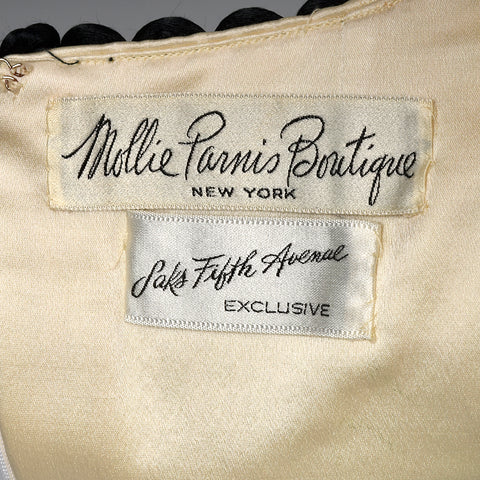 Mollie Parnis Boutique
NEW YORK
Saks Fifth Avenue
EXCLUSIVE